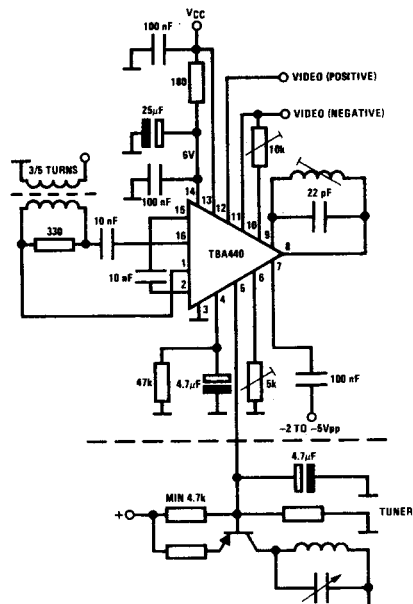 100 nF
VCC
180
25µF
6V
100 nF
VIDEO (POSITIVE)
VIDEO (NEGATIVE)
10k
22 pF
3/5 TURNS
10 nF
330
10 nF
14
13
12
11
10
9
8
7
15
16
1
2
3
4
5
6
TBA440
47k
4.7µF
5k
100 nF
–2 TO –5Vpp
4.7µF
MIN 4.7k
TUNER
+